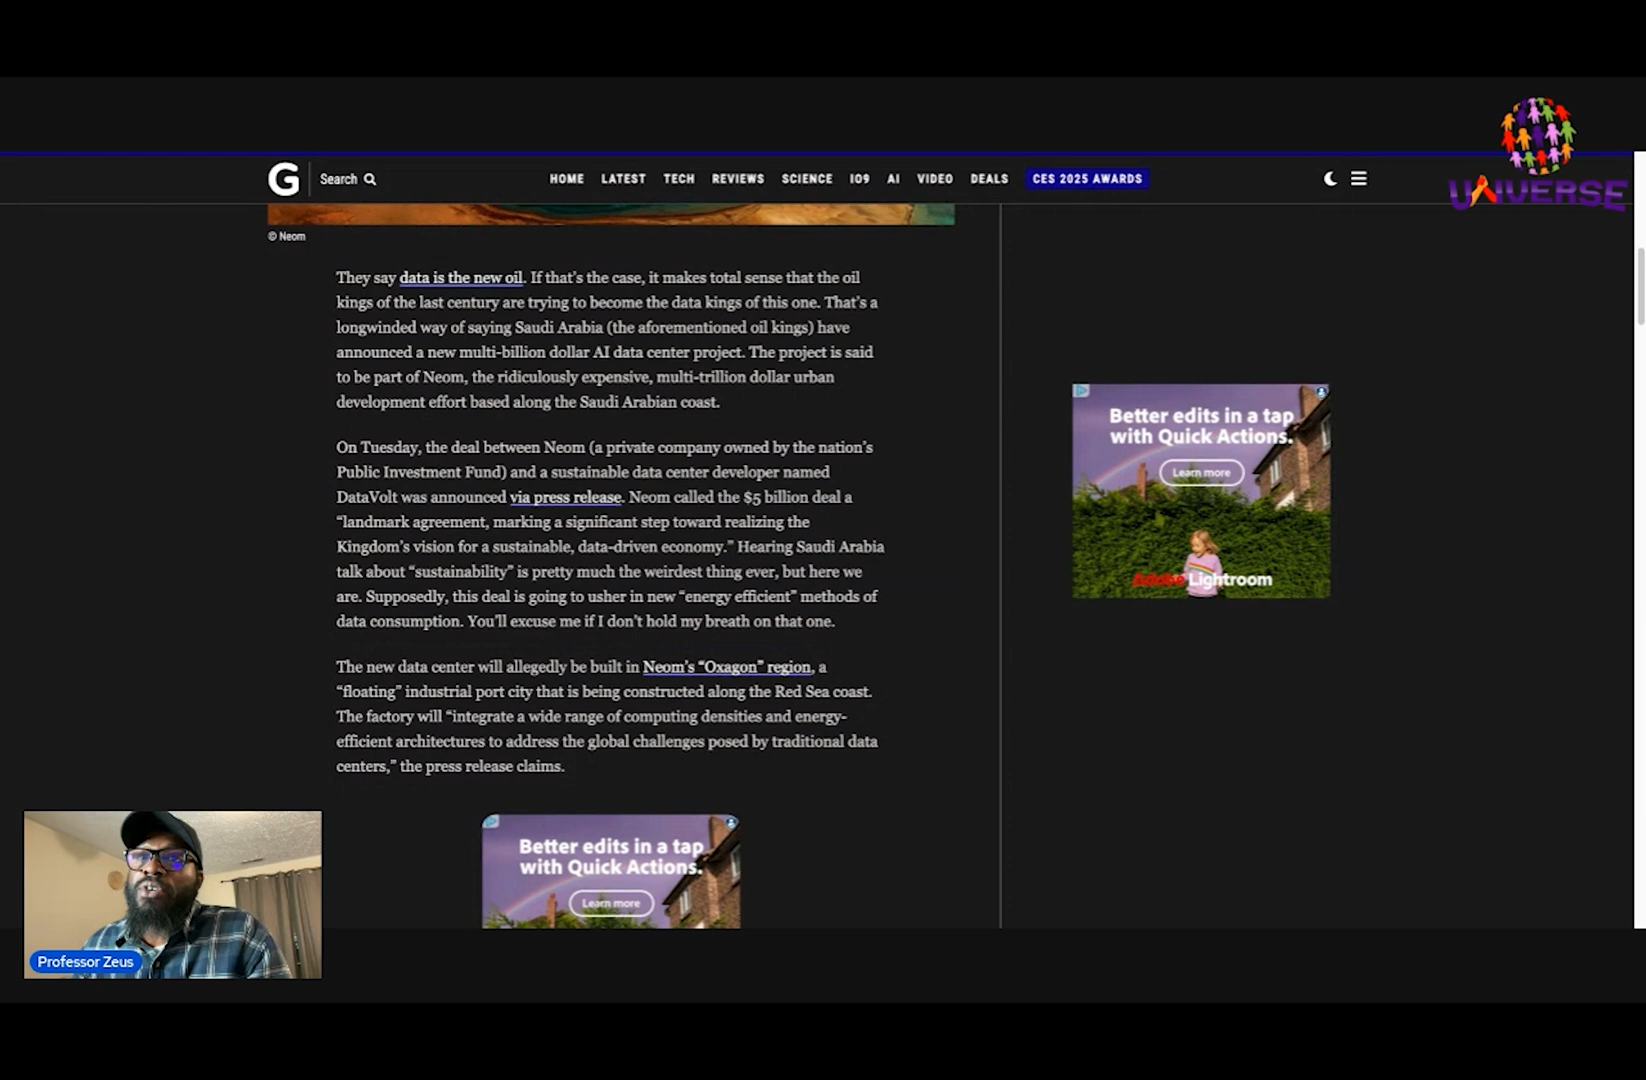 G
Search
HOME LATEST TECH REVIEWS SCIENCE IO9 AI VIDEO DEALS CES 2025 AWARDS
UNIVERSE
© Neom
They say data is the new oil. If that’s the case, it makes total sense that the oil
kings of the last century are trying to become the data kings of this one. That’s a
longwinded way of saying Saudi Arabia (the aforementioned oil kings) have
announced a new multi-billion dollar AI data center project. The project is said
to be part of Neom, the ridiculously expensive, multi-trillion dollar urban
development effort based along the Saudi Arabian coast.
On Tuesday, the deal between Neom (a private company owned by the nation’s
Public Investment Fund) and a sustainable data center developer named
DataVolt was announced via press release. Neom called the $5 billion deal a
“landmark agreement, marking a significant step toward realizing the
Kingdom’s vision for a sustainable, data-driven economy.” Hearing Saudi Arabia
talk about “sustainability” is pretty much the weirdest thing ever, but here we
are. Supposedly, this deal is going to usher in new “energy efficient” methods of
data consumption. You’ll excuse me if I don’t hold my breath on that one.
The new data center will allegedly be built in Neom’s “Oxagon” region, a
“floating” industrial port city that is being constructed along the Red Sea coast.
The factory will “integrate a wide range of computing densities and energy-
efficient architectures to address the global challenges posed by traditional data
centers,” the press release claims.
Better edits in a tap
with Quick Actions.
Learn more
Adobe Lightroom
Better edits in a tap
with Quick Actions.
Learn more
Professor Zeus